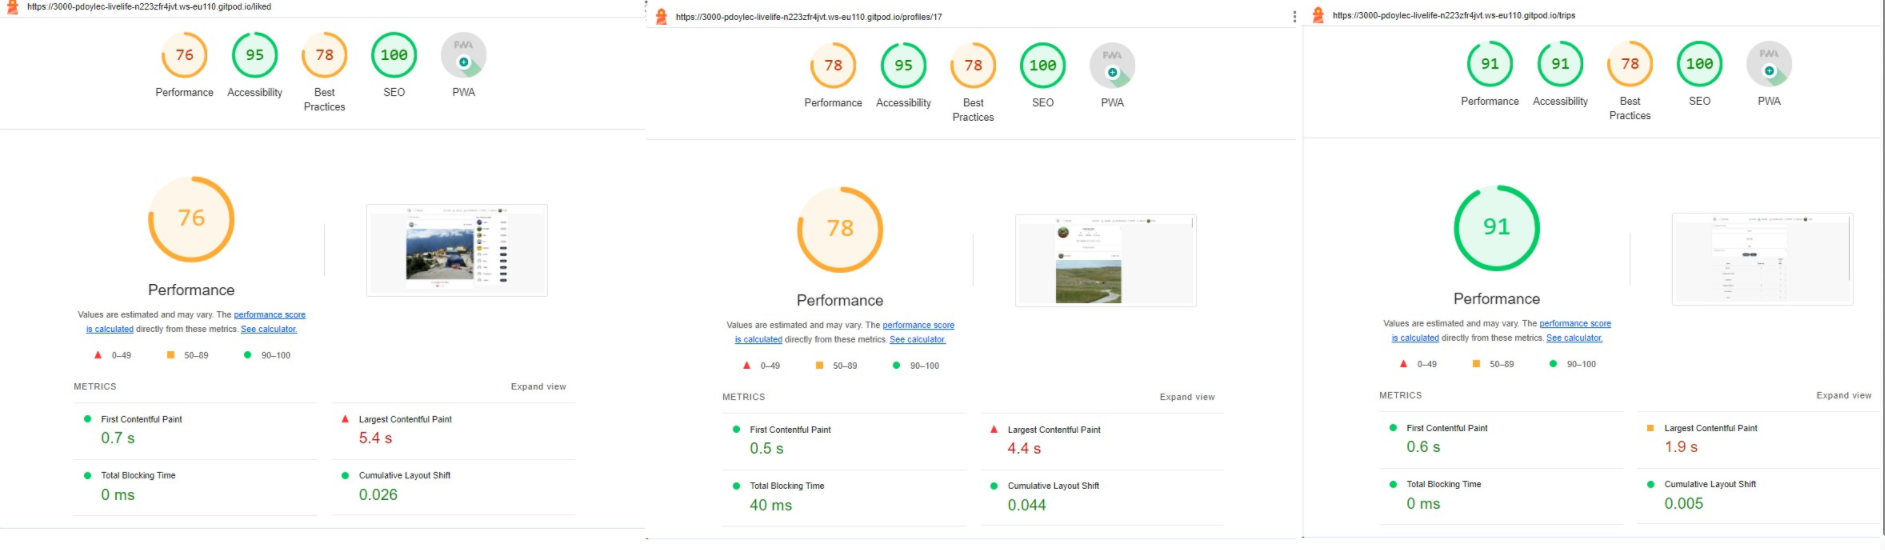 https://3000-pdoylec-livelife-n223zfr4jvt.ws-eu110.gitpod.io/liked
76
95
78
100
PWA
Performance
Accessibility
Best
Practices
SEO
PWA
76
Performance
Values are estimated and may vary. The performance score
is calculated directly from these metrics. See calculator.
0–49
50–89
90–100
METRICS
Expand view
First Contentful Paint
0.7 s
Largest Contentful Paint
5.4 s
Total Blocking Time
0 ms
Cumulative Layout Shift
0.026
https://3000-pdoylec-livelife-n223zfr4jvt.ws-eu110.gitpod.io/profiles/17
78
95
78
100
PWA
Performance
Accessibility
Best
Practices
SEO
PWA
78
Performance
Values are estimated and may vary. The performance score
is calculated directly from these metrics. See calculator.
0–49
50–89
90–100
METRICS
Expand view
First Contentful Paint
0.5 s
Largest Contentful Paint
4.4 s
Total Blocking Time
40 ms
Cumulative Layout Shift
0.044
https://3000-pdoylec-livelife-n223zfr4jvt.ws-eu110.gitpod.io/trips
91
91
78
100
PWA
Performance
Accessibility
Best
Practices
SEO
PWA
91
Performance
Values are estimated and may vary. The performance score
is calculated directly from these metrics. See calculator.
0–49
50–89
90–100
METRICS
Expand view
First Contentful Paint
0.6 s
Largest Contentful Paint
1.9 s
Total Blocking Time
0 ms
Cumulative Layout Shift
0.005